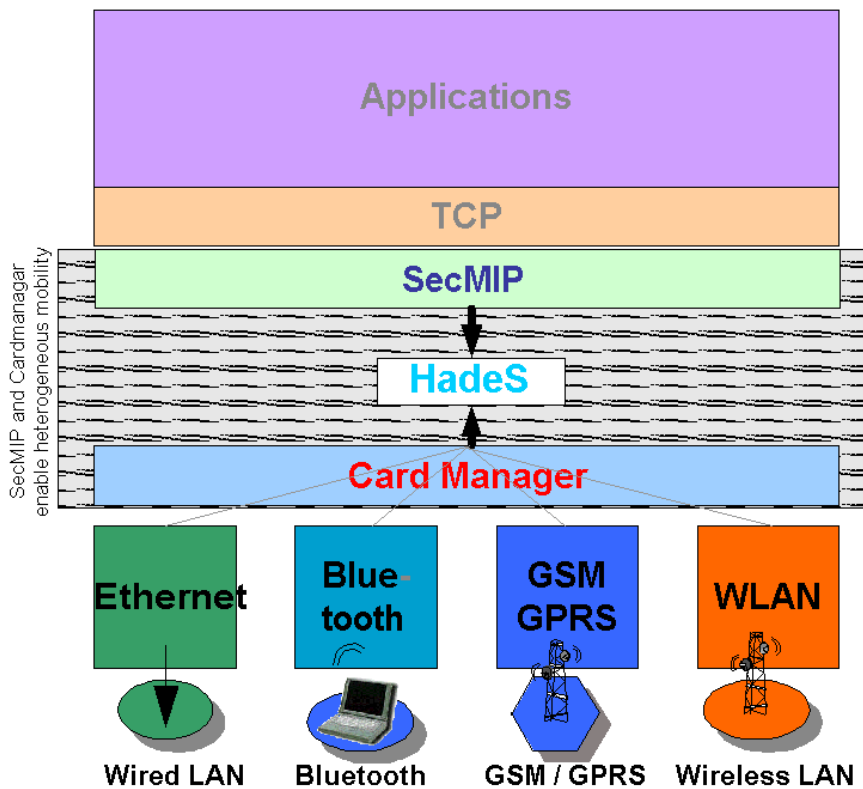 Applications
TCP
SecMIP and Cardmanagar
enable heterogeneous mobility
SecMIP
HadeS
Card Manager
Ethernet
Blue-
tooth
GSM
GPRS
WLAN
Wired LAN
Bluetooth
GSM / GPRS
Wireless LAN